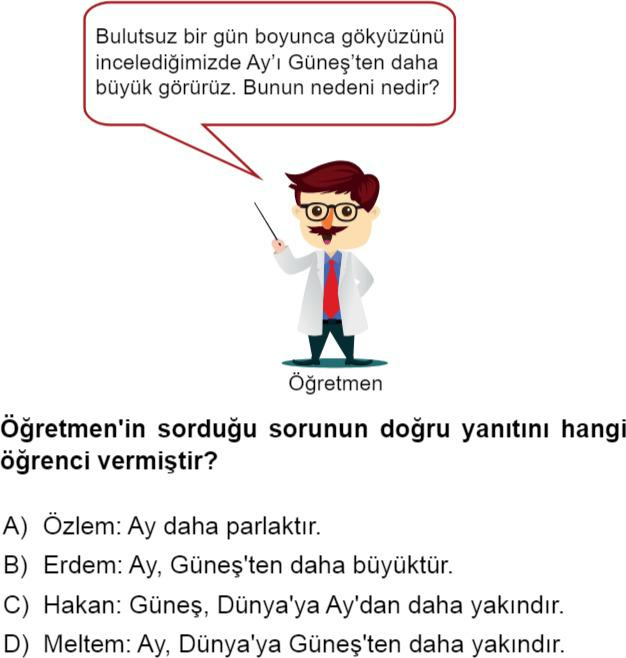 Bulutsuz bir gün boyunca gökyüzünü
incelediğimizde Ay'ı Güneş'ten daha
büyük görürüz. Bunun nedeni nedir?
Öğretmen
Öğretmen'in sorduğu sorunun doğru yanıtını hangi
öğrenci vermiştir?
A) Özlem: Ay daha parlaktır.
B) Erdem: Ay, Güneş'ten daha büyüktür.
C) Hakan: Güneş, Dünya'ya Ay'dan daha yakındır.
D) Meltem: Ay, Dünya'ya Güneş'ten daha yakındır.